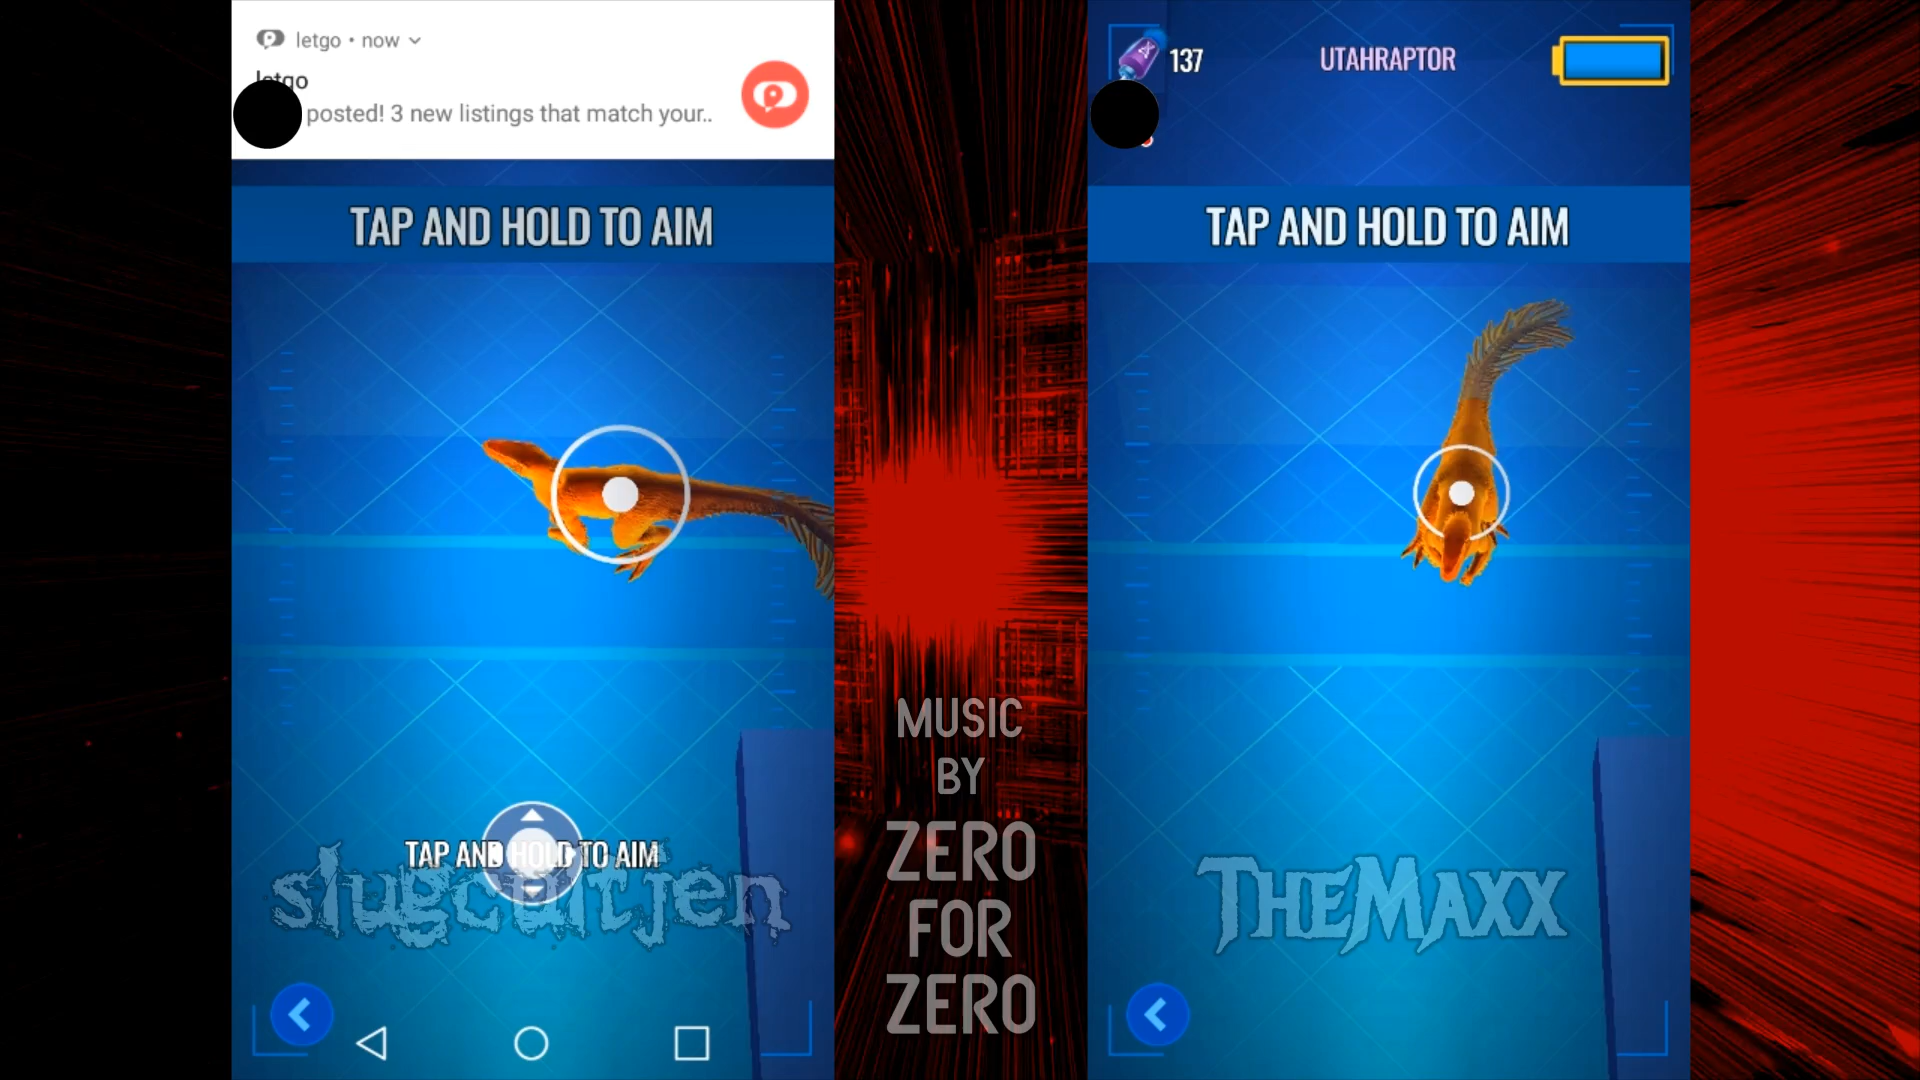 letgo • now
letgo
posted! 3 new listings that match your..
TAP AND HOLD TO AIM
TAP AND HOLD TO AIM
slugcultjen
MUSIC
BY
ZERO
FOR
ZERO
137
UTAHRAPTOR
TAP AND HOLD TO AIM
THEMAXX